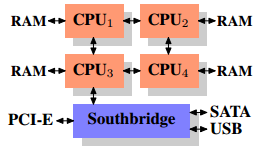 RAM CPU₁ CPU₂ RAM
RAM CPU₃ CPU₄ RAM
PCI-E Southbridge SATA
USB